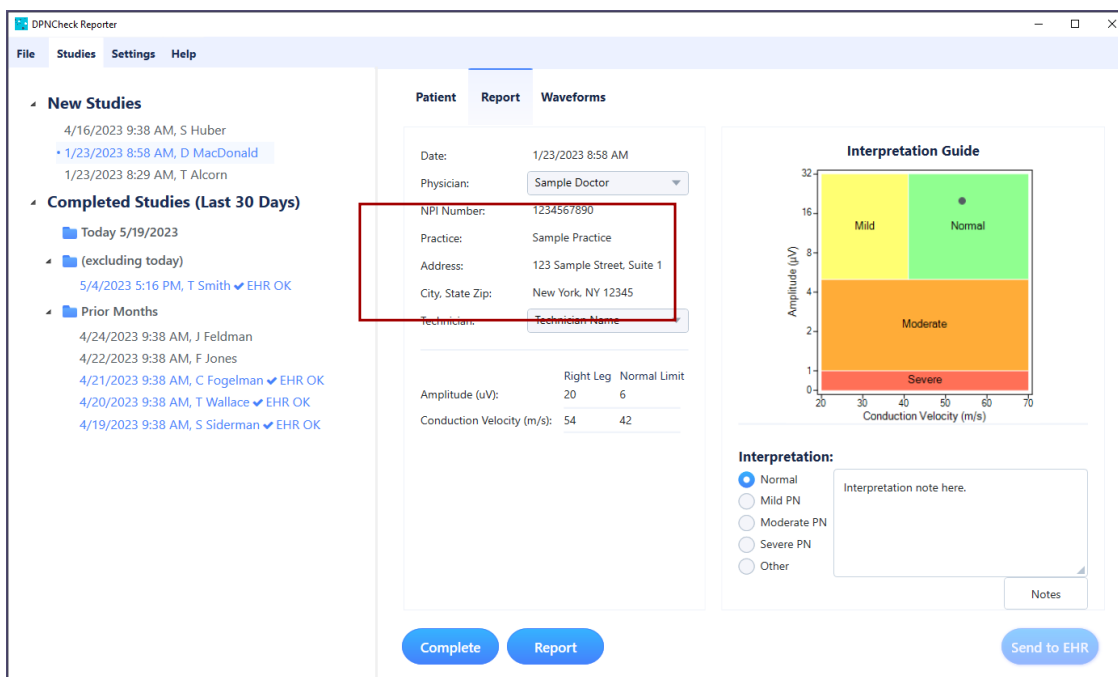 DPNCheck Reporter
File Studies Settings Help
New Studies
4/16/2023 9:38 AM, S Huber
• 1/23/2023 8:58 AM, D MacDonald
1/23/2023 8:29 AM, T Alcorn
Completed Studies (Last 30 Days)
Today 5/19/2023
(excluding today)
5/4/2023 5:16 PM, T Smith ✔ EHR OK
Prior Months
4/24/2023 9:38 AM, J Feldman
4/22/2023 9:38 AM, F Jones
4/21/2023 9:38 AM, C Fogelman ✔ EHR OK
4/20/2023 9:38 AM, T Wallace ✔ EHR OK
4/19/2023 9:38 AM, S Siderman ✔ EHR OK
Patient Report Waveforms
Date: 1/23/2023 8:58 AM
Physician: Sample Doctor
NPI Number: 1234567890
Practice: Sample Practice
Address: 123 Sample Street, Suite 1
City, State Zip: New York, NY 12345
Technician: Technician Name
Right Leg Normal Limit
Amplitude (uV): 20 6
Conduction Velocity (m/s): 54 42
Complete Report
Interpretation Guide
32
16
8
4
2
1
0
Amplitude (µV)
Mild Normal
Moderate
Severe
20 30 40 50 60 70
Conduction Velocity (m/s)
Interpretation:
Normal
Mild PN
Moderate PN
Severe PN
Other
Interpretation note here.
Notes
Send to EHR